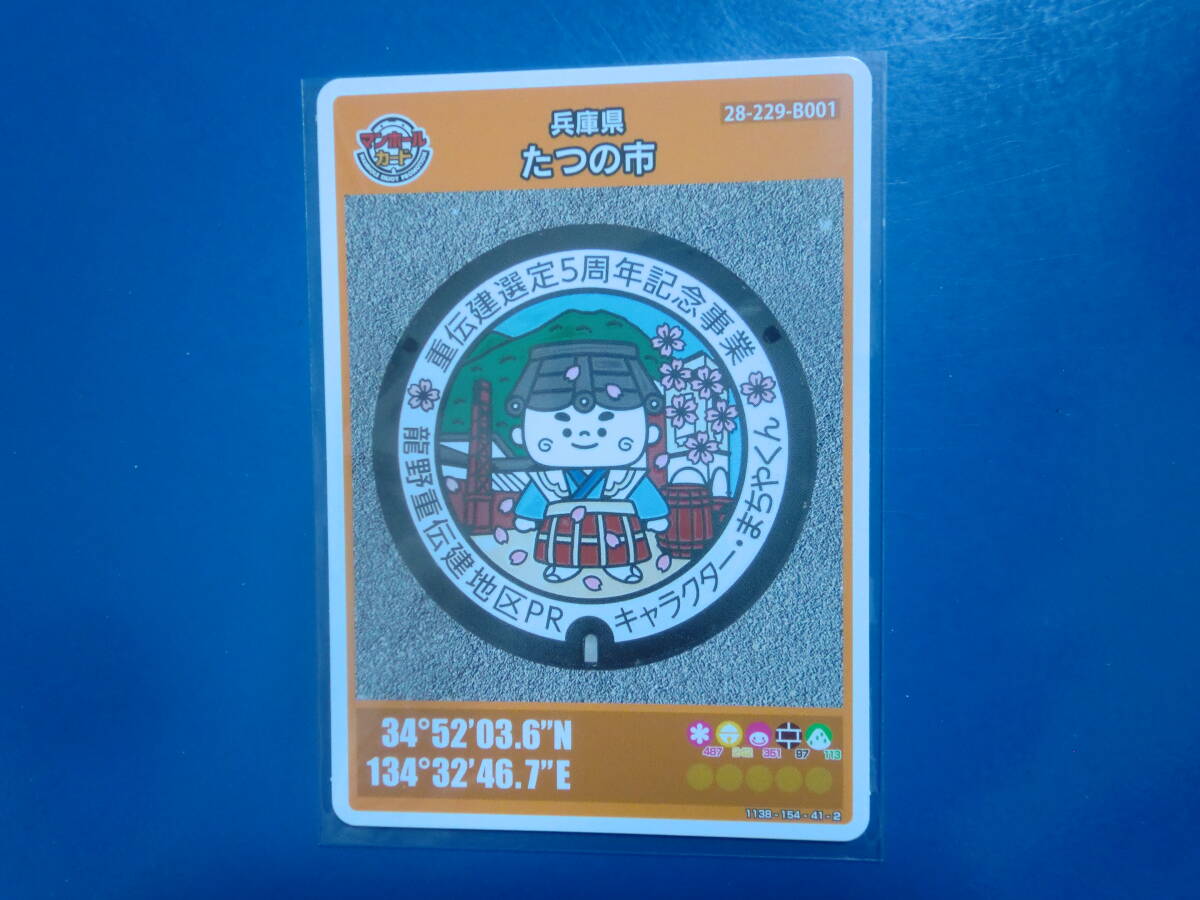 マンホール
カード
兵庫県
たつの市
28-229-B001
重伝建選定5周年記念事業
龍野重伝建地区PR
キャラクター・まちやくん
34°52'03.6"N
134°32'46.7"E
487
351
97
113
1138-154-41-2